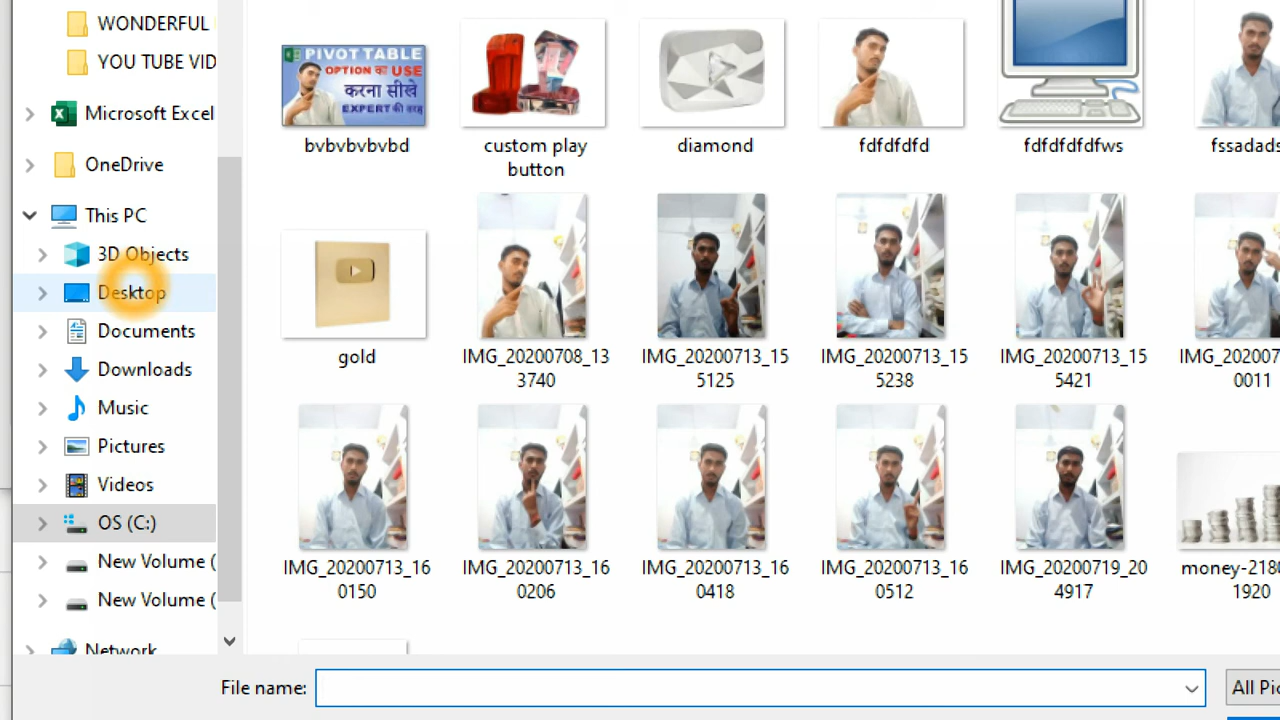 WONDERFUL
YOU TUBE VID
Microsoft Excel
OneDrive
This PC
3D Objects
Desktop
Documents
Downloads
Music
Pictures
Videos
OS (C:)
New Volume (
New Volume (
Network
PIVOT TABLE
OPTION का USE
करना सीखे
EXPERT की तरह
bvbvbvbvbd
custom play
button
diamond
fdfdfdfd
fdfdfdfdfws
fssadads
gold
IMG_20200708_13
3740
IMG_20200713_15
5125
IMG_20200713_15
5238
IMG_20200713_15
5421
IMG_202007
0011
IMG_20200713_16
0150
IMG_20200713_16
0206
IMG_20200713_16
0418
IMG_20200713_16
0512
IMG_20200719_20
4917
money-2180
1920
File name:
All Pic